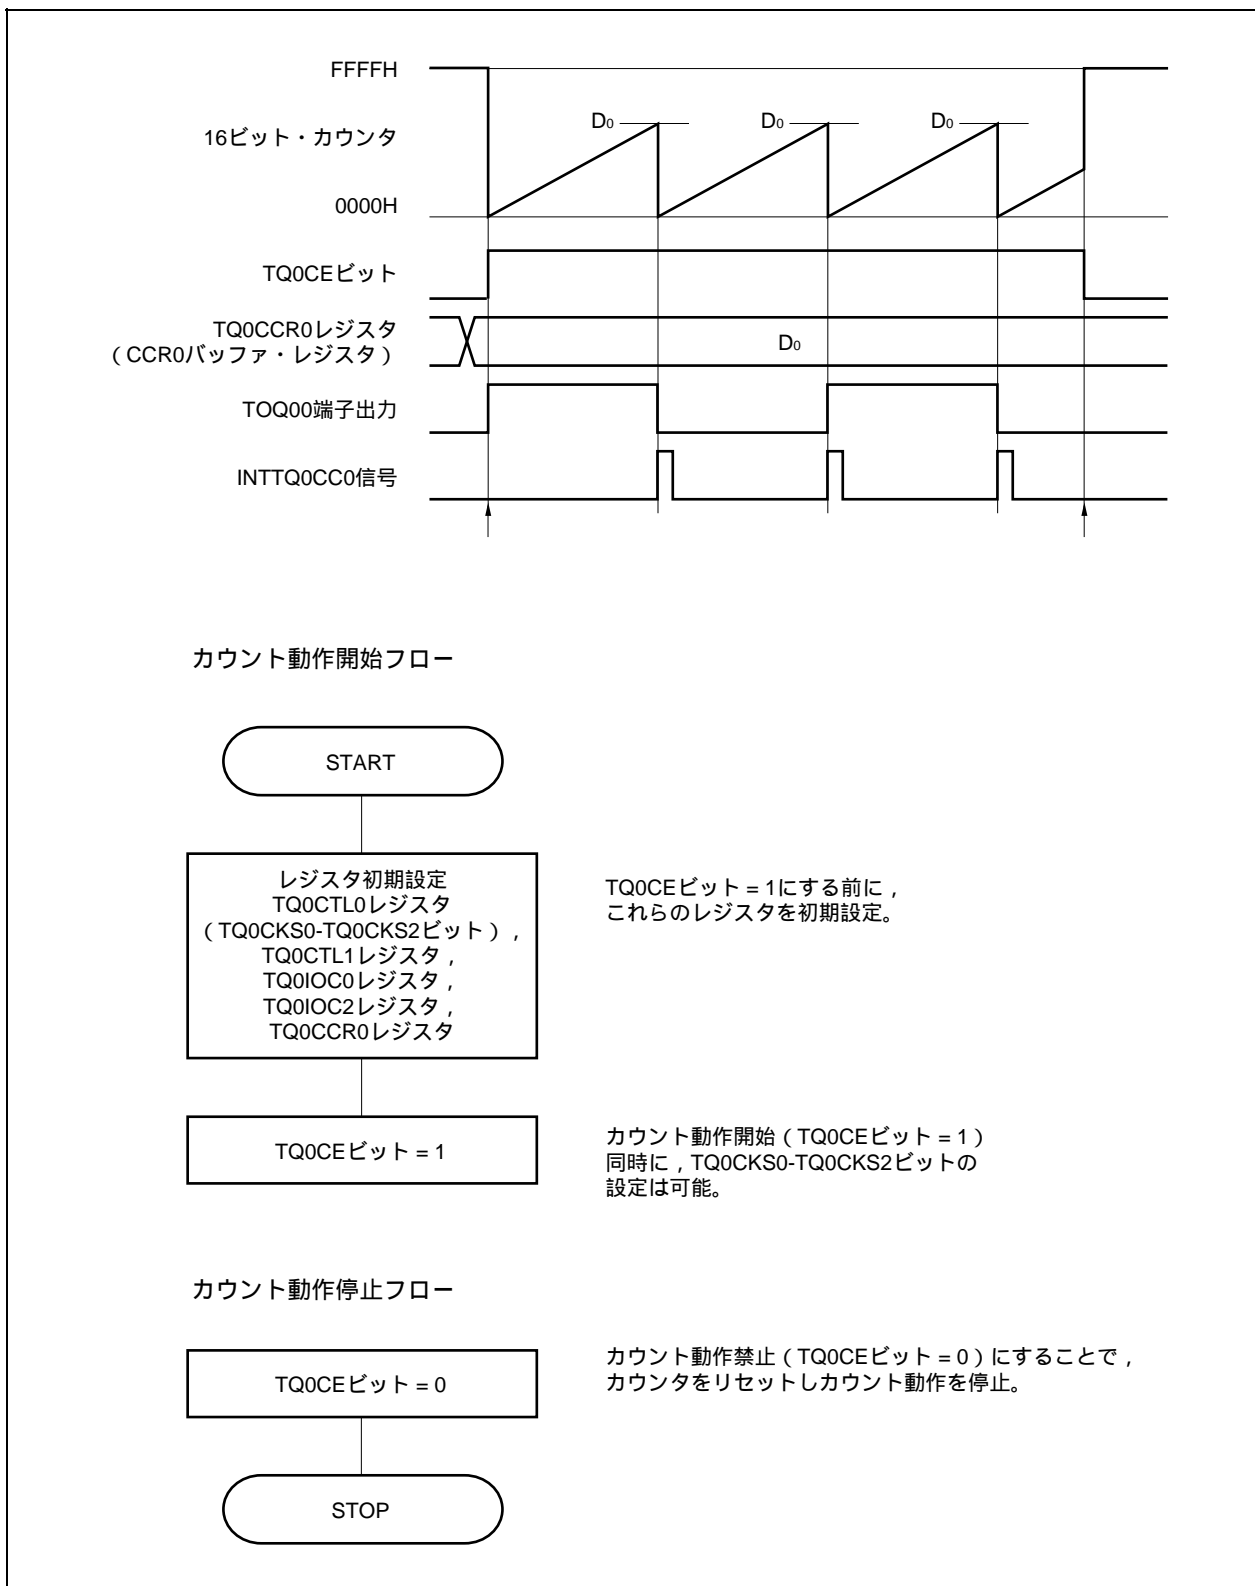 FFFFH
16ビット・カウンタ
D0 D0 D0
0000H
TQ0CEビット
TQ0CCR0レジスタ
（CCR0バッファ・レジスタ）
D0
TOQ00端子出力
INTTQ0CC0信号
カウント動作開始フロー
START
レジスタ初期設定
TQ0CTL0レジスタ
（TQ0CKS0-TQ0CKS2ビット），
TQ0CTL1レジスタ，
TQ0IOC0レジスタ，
TQ0IOC2レジスタ，
TQ0CCR0レジスタ
TQ0CEビット = 1にする前に，
これらのレジスタを初期設定。
TQ0CEビット = 1
カウント動作開始（TQ0CEビット = 1）
同時に，TQ0CKS0-TQ0CKS2ビットの
設定は可能。
カウント動作停止フロー
TQ0CEビット = 0
カウント動作禁止（TQ0CEビット = 0）にすることで，
カウンタをリセットしカウント動作を停止。
STOP